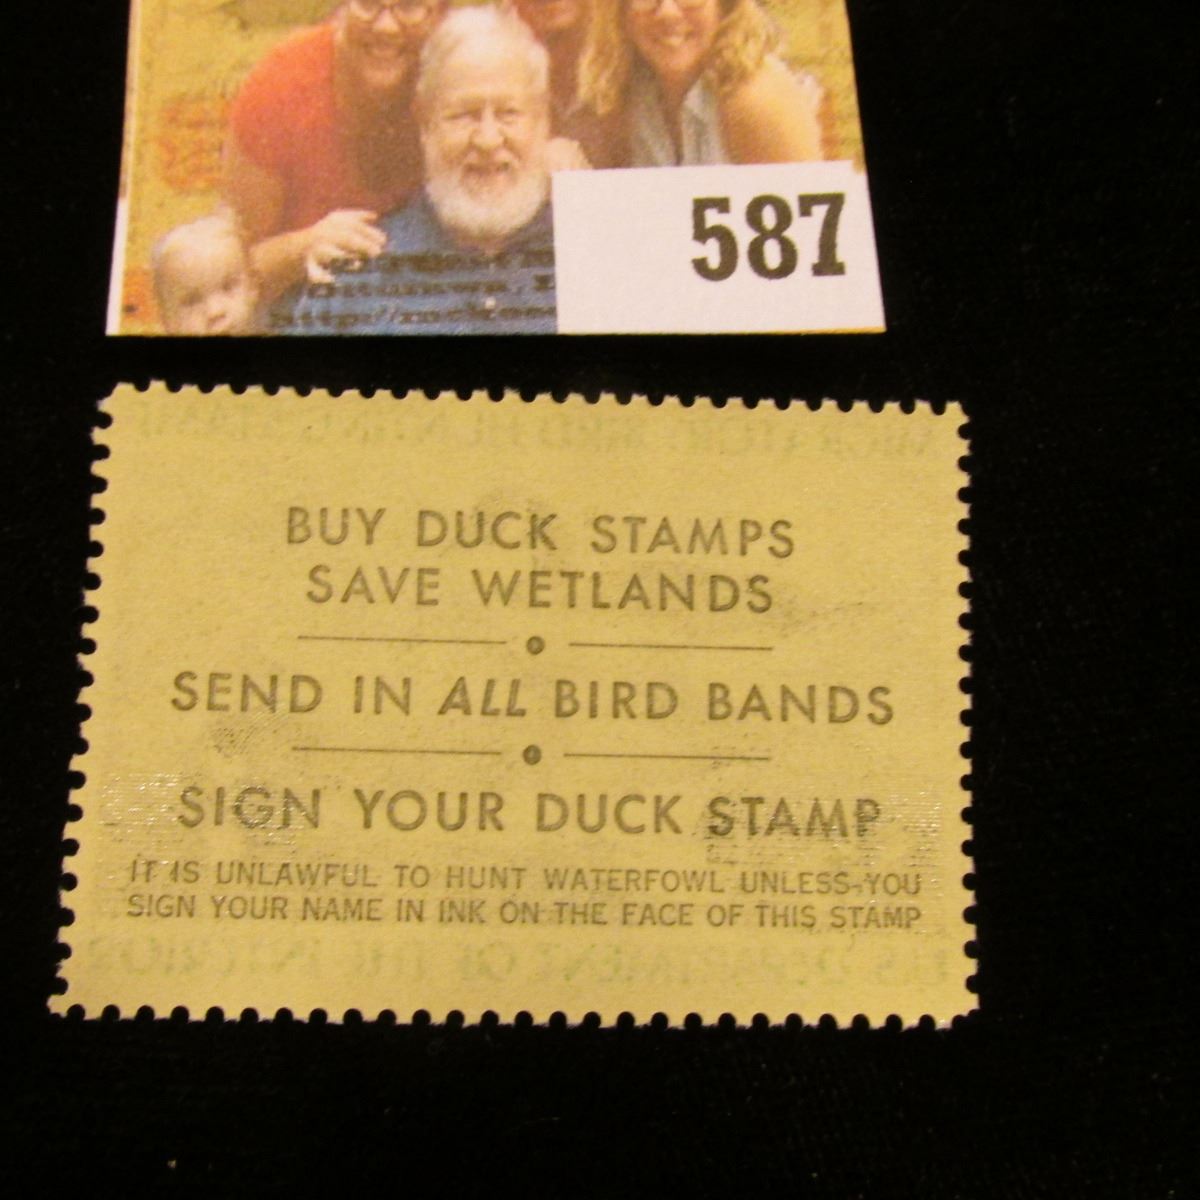 587
BUY DUCK STAMPS
SAVE WETLANDS
SEND IN ALL BIRD BANDS
SIGN YOUR DUCK STAMP
IT IS UNLAWFUL TO HUNT WATERFOWL UNLESS YOU
SIGN YOUR NAME IN INK ON THE FACE OF THIS STAMP